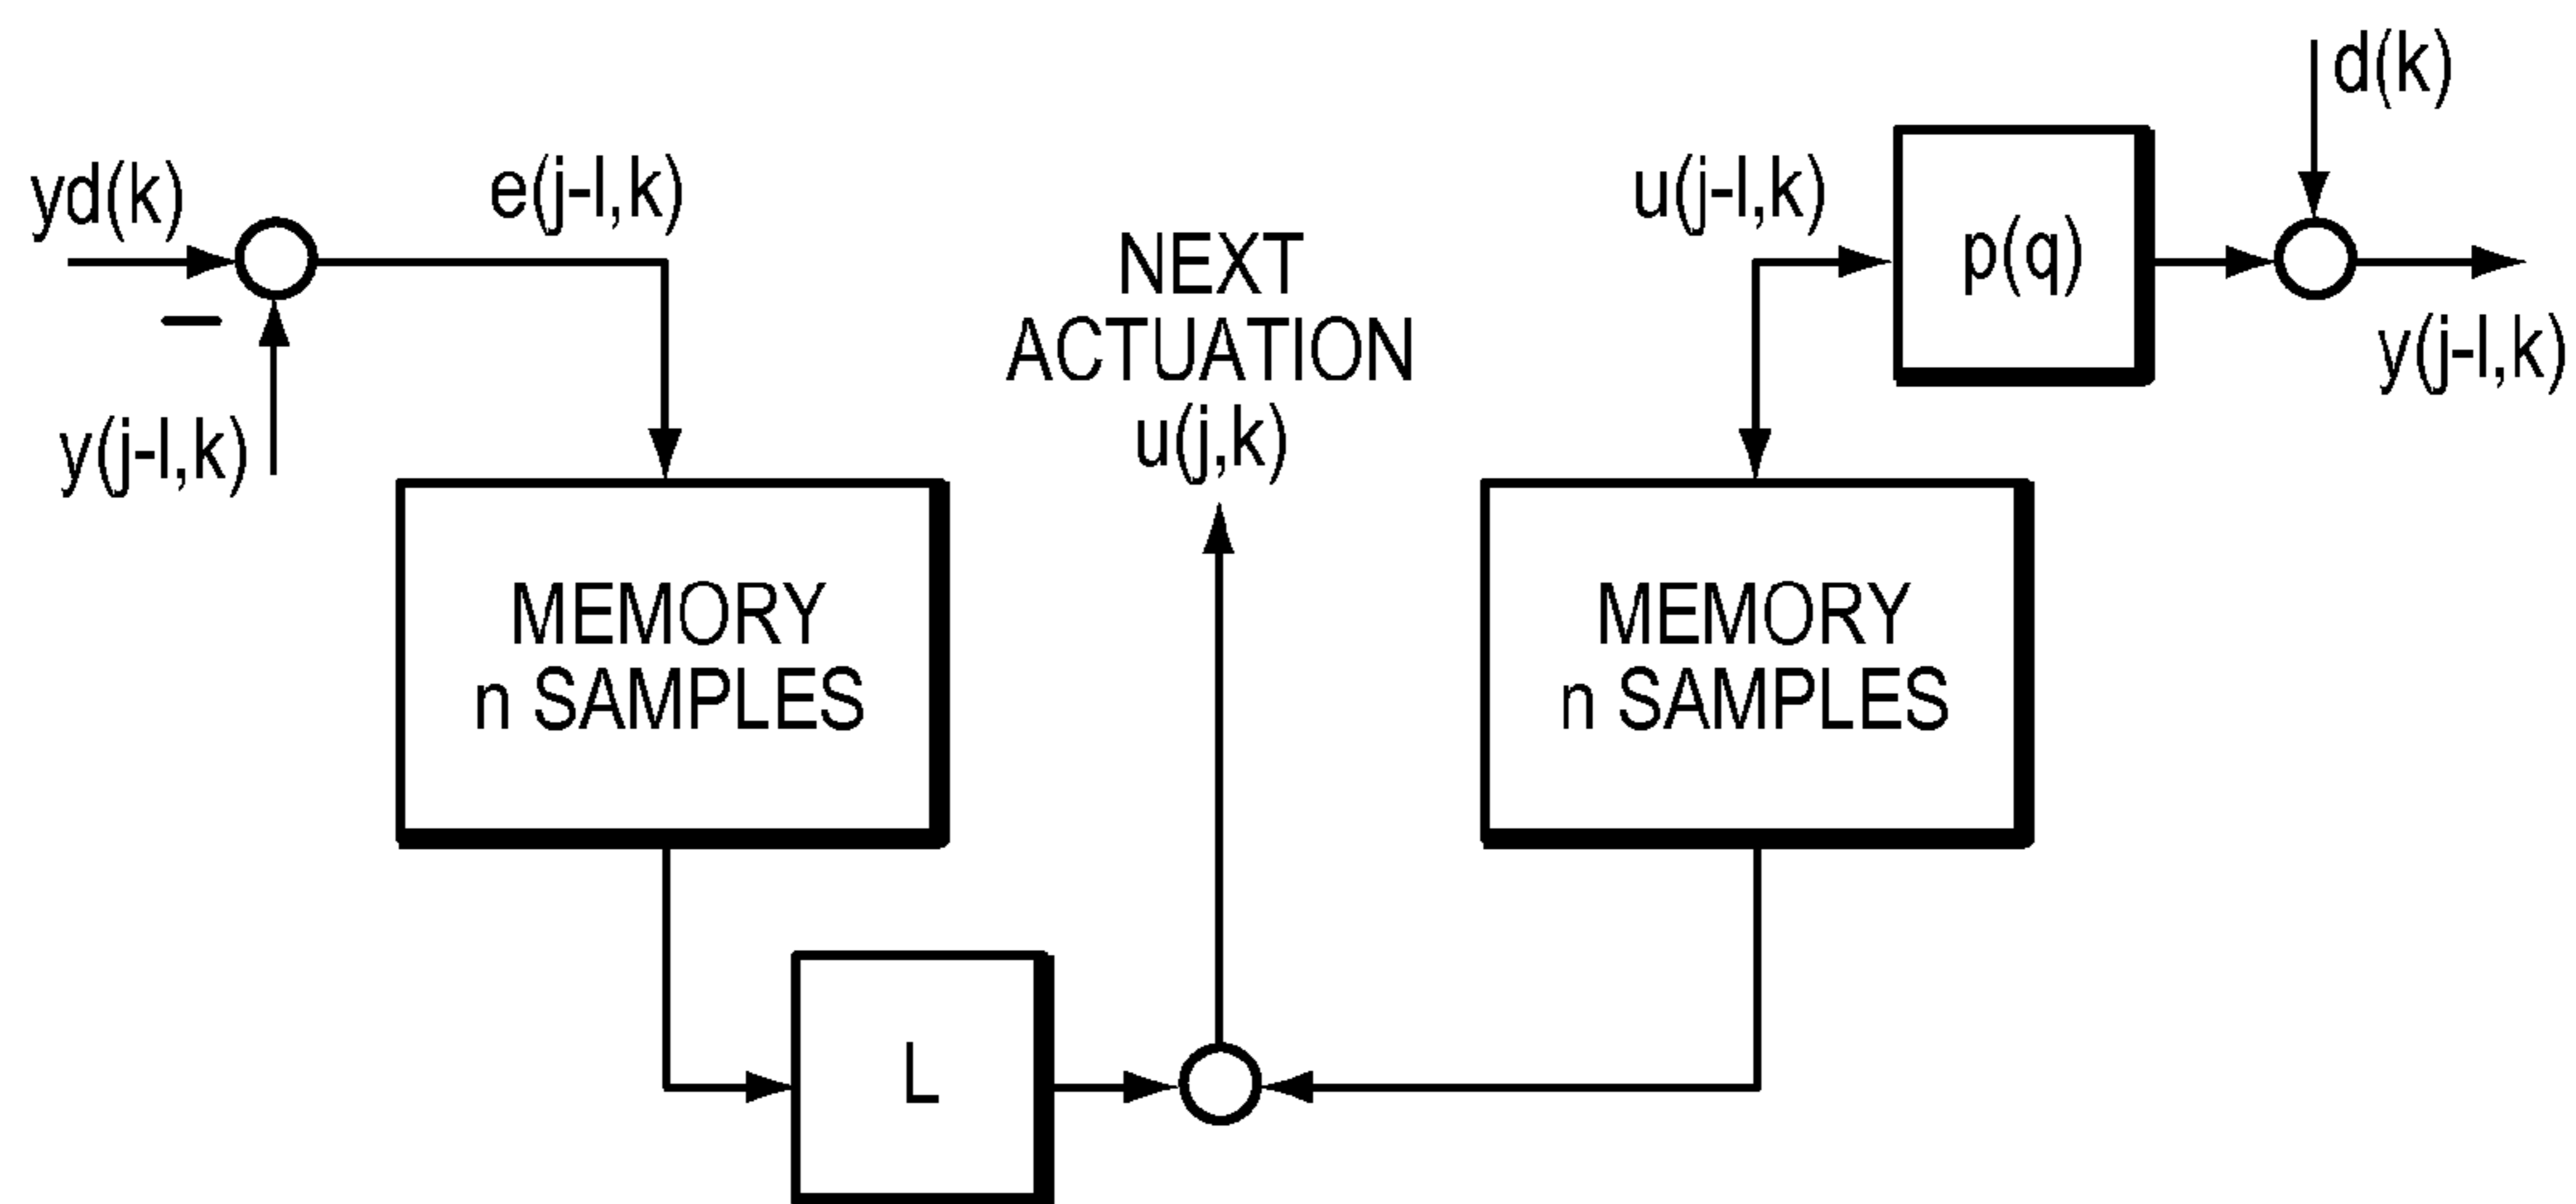 d(k)
yd(k)
e(j-l,k)
u(j-l,k)
p(q)
NEXT
ACTUATION
u(j,k)
y(j-l,k)
y(j-l,k)
MEMORY
n SAMPLES
MEMORY
n SAMPLES
L